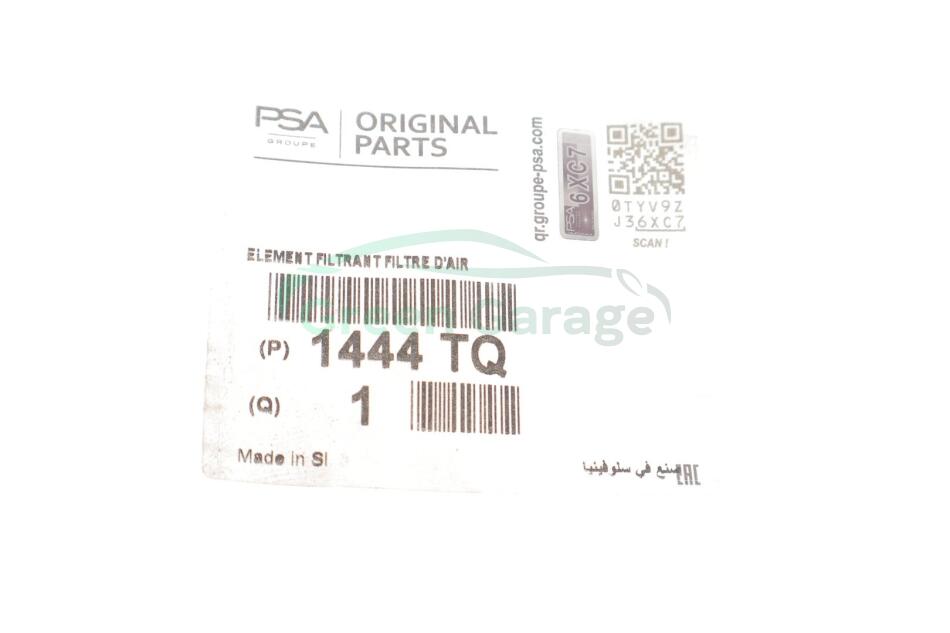 PSA
GROUPE
ORIGINAL
PARTS
qr.groupe-psa.com
PSA 6XC7
0TYV9Z
J36XC7
SCAN !
ELEMENT FILTRANT FILTRE D'AIR
Green Garage
(P) 1444 TQ
(Q) 1
Made in SI
صنع في سلوفينيا
EAC